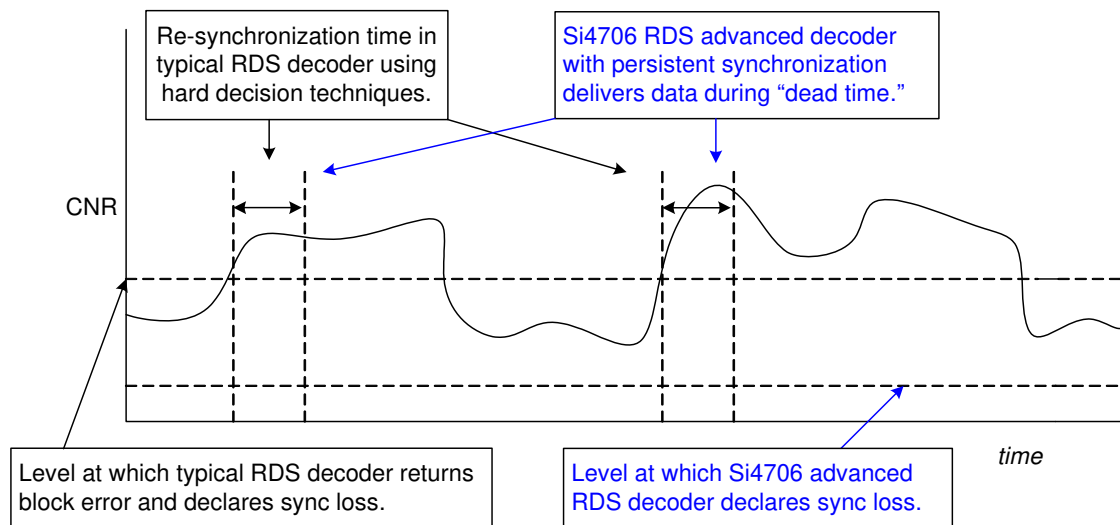 Re-synchronization time in
typical RDS decoder using
hard decision techniques.
Si4706 RDS advanced decoder
with persistent synchronization
delivers data during “dead time.”
CNR
time
Level at which typical RDS decoder returns
block error and declares sync loss.
Level at which Si4706 advanced
RDS decoder declares sync loss.